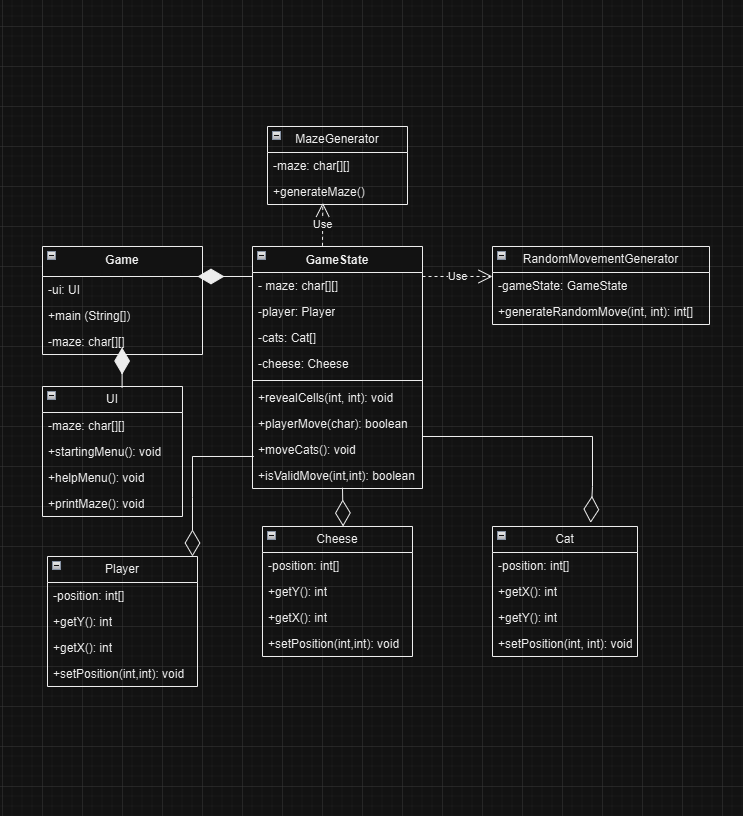 MazeGenerator
-maze: char[][]
+generateMaze()
Use
Game
-ui: UI
+main (String[])
-maze: char[][]
GameState
- maze: char[][]
-player: Player
-cats: Cat[]
-cheese: Cheese
+revealCells(int, int): void
+playerMove(char): boolean
+moveCats(): void
+isValidMove(int,int): boolean
Use
RandomMovementGenerator
-gameState: GameState
+generateRandomMove(int, int): int[]
UI
-maze: char[][]
+startingMenu(): void
+helpMenu(): void
+printMaze(): void
Player
-position: int[]
+getY(): int
+getX(): int
+setPosition(int,int): void
Cheese
-position: int[]
+getY(): int
+getX(): int
+setPosition(int,int): void
Cat
-position: int[]
+getX(): int
+getY(): int
+setPosition(int, int): void